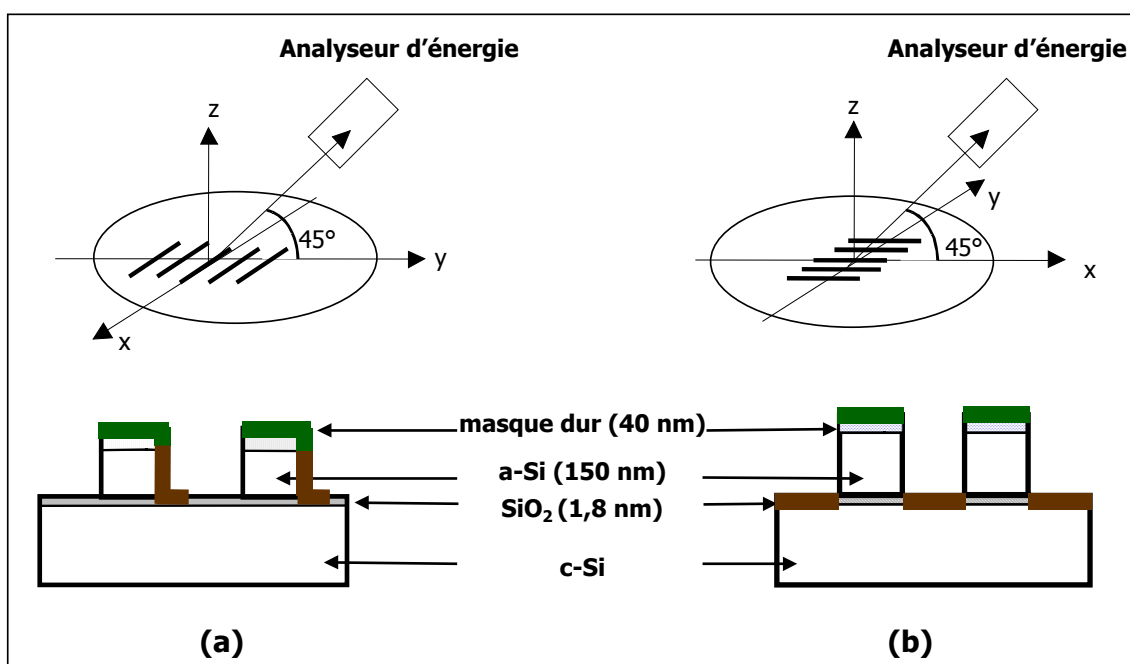 Analyseur d'énergie
z
45°
y
x
Analyseur d'énergie
z
y
45°
x
masque dur (40 nm)
a-Si (150 nm)
SiO₂ (1,8 nm)
c-Si
(a)
(b)